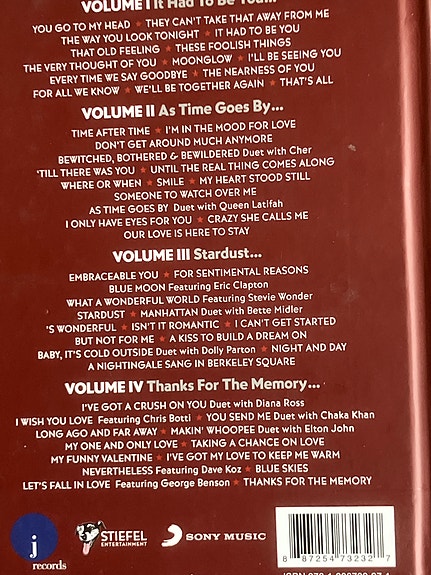 VOLUME I It Had To Be You...
YOU GO TO MY HEAD ★ THEY CAN'T TAKE THAT AWAY FROM ME
THE WAY YOU LOOK TONIGHT ★ IT HAD TO BE YOU
THAT OLD FEELING ★ THESE FOOLISH THINGS
THE VERY THOUGHT OF YOU ★ MOONGLOW ★ I'LL BE SEEING YOU
EVERY TIME WE SAY GOODBYE ★ THE NEARNESS OF YOU
FOR ALL WE KNOW ★ WE'LL BE TOGETHER AGAIN ★ THAT'S ALL
VOLUME II As Time Goes By...
TIME AFTER TIME ★ I'M IN THE MOOD FOR LOVE
DON'T GET AROUND MUCH ANYMORE
BEWITCHED, BOTHERED & BEWILDERED Duet with Cher
'TILL THERE WAS YOU ★ UNTIL THE REAL THING COMES ALONG
WHERE OR WHEN ★ SMILE ★ MY HEART STOOD STILL
SOMEONE TO WATCH OVER ME
AS TIME GOES BY Duet with Queen Latifah
I ONLY HAVE EYES FOR YOU ★ CRAZY SHE CALLS ME
OUR LOVE IS HERE TO STAY
VOLUME III Stardust...
EMBRACEABLE YOU ★ FOR SENTIMENTAL REASONS
BLUE MOON Featuring Eric Clapton
WHAT A WONDERFUL WORLD Featuring Stevie Wonder
STARDUST ★ MANHATTAN Duet with Bette Midler
'S WONDERFUL ★ ISN'T IT ROMANTIC ★ I CAN'T GET STARTED
BUT NOT FOR ME ★ A KISS TO BUILD A DREAM ON
BABY, IT'S COLD OUTSIDE Duet with Dolly Parton ★ NIGHT AND DAY
A NIGHTINGALE SANG IN BERKELEY SQUARE
VOLUME IV Thanks For The Memory...
I'VE GOT A CRUSH ON YOU Duet with Diana Ross
I WISH YOU LOVE Featuring Chris Botti ★ YOU SEND ME Duet with Chaka Khan
LONG AGO AND FAR AWAY ★ MAKIN' WHOOPEE Duet with Elton John
MY ONE AND ONLY LOVE ★ TAKING A CHANCE ON LOVE
MY FUNNY VALENTINE ★ I'VE GOT MY LOVE TO KEEP ME WARM
NEVERTHELESS Featuring Dave Koz ★ BLUE SKIES
LET'S FALL IN LOVE Featuring George Benson ★ THANKS FOR THE MEMORY
j records
STIEFEL ENTERTAINMENT
SONY MUSIC
8 87254 73232 7